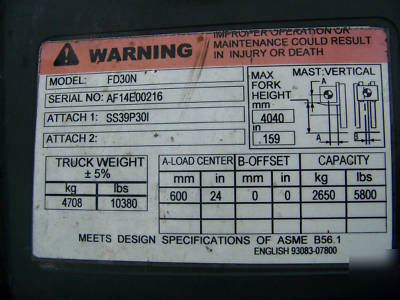 WARNING
IMPROPER OPERATION OR
MAINTENANCE COULD RESULT
IN INJURY OR DEATH
MODEL: FD30N
SERIAL NO: AF14E00216
ATTACH 1: SS39P30I
ATTACH 2:
MAX
FORK
HEIGHT
mm
4040
in
159
MAST: VERTICAL
A
B
TRUCK WEIGHT
± 5%
kg lbs
4708 10380
A-LOAD CENTER B-OFFSET CAPACITY
mm in mm in kg lbs
600 24 0 0 2650 5800
MEETS DESIGN SPECIFICATIONS OF ASME B56.1
ENGLISH 93083-07800